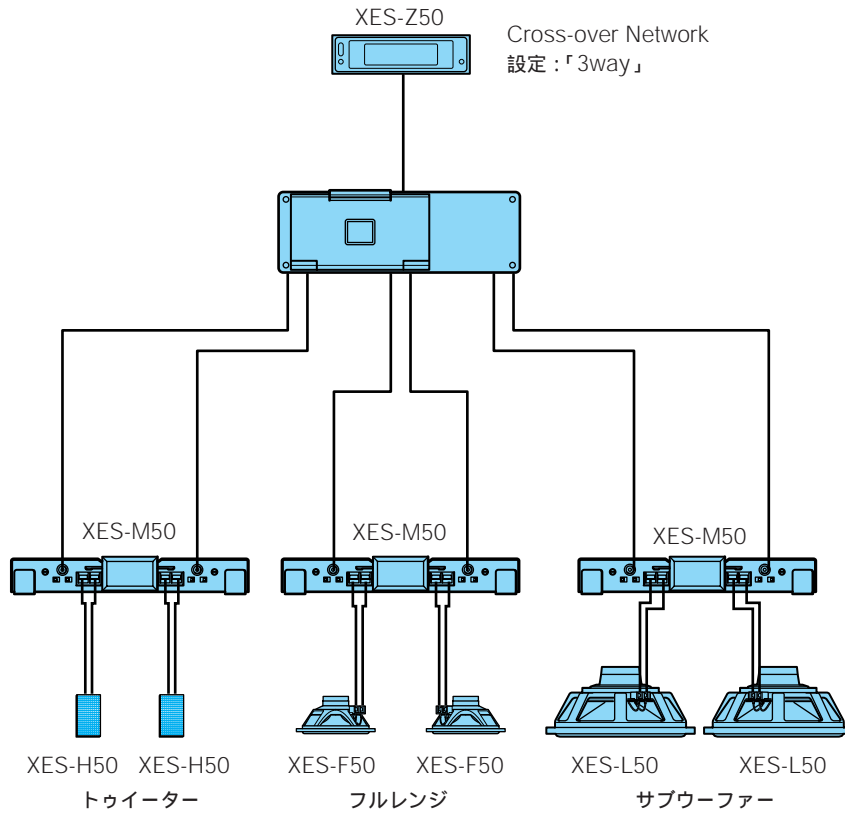 XES-Z50
Cross-over Network
設定：「3way」
XES-M50
XES-M50
XES-M50
XES-H50 XES-H50
XES-F50 XES-F50
XES-L50 XES-L50
トゥイーター
フルレンジ
サブウーファー